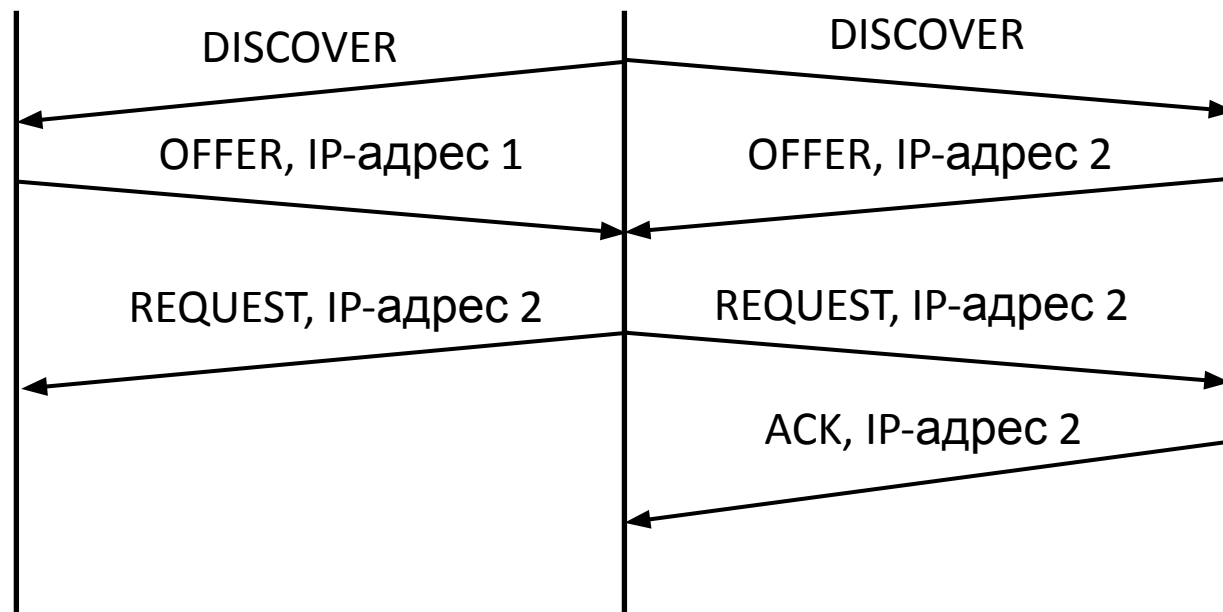 DISCOVER
DISCOVER
OFFER, IP-адрес 1
OFFER, IP-адрес 2
REQUEST, IP-адрес 2
REQUEST, IP-адрес 2
ACK, IP-адрес 2